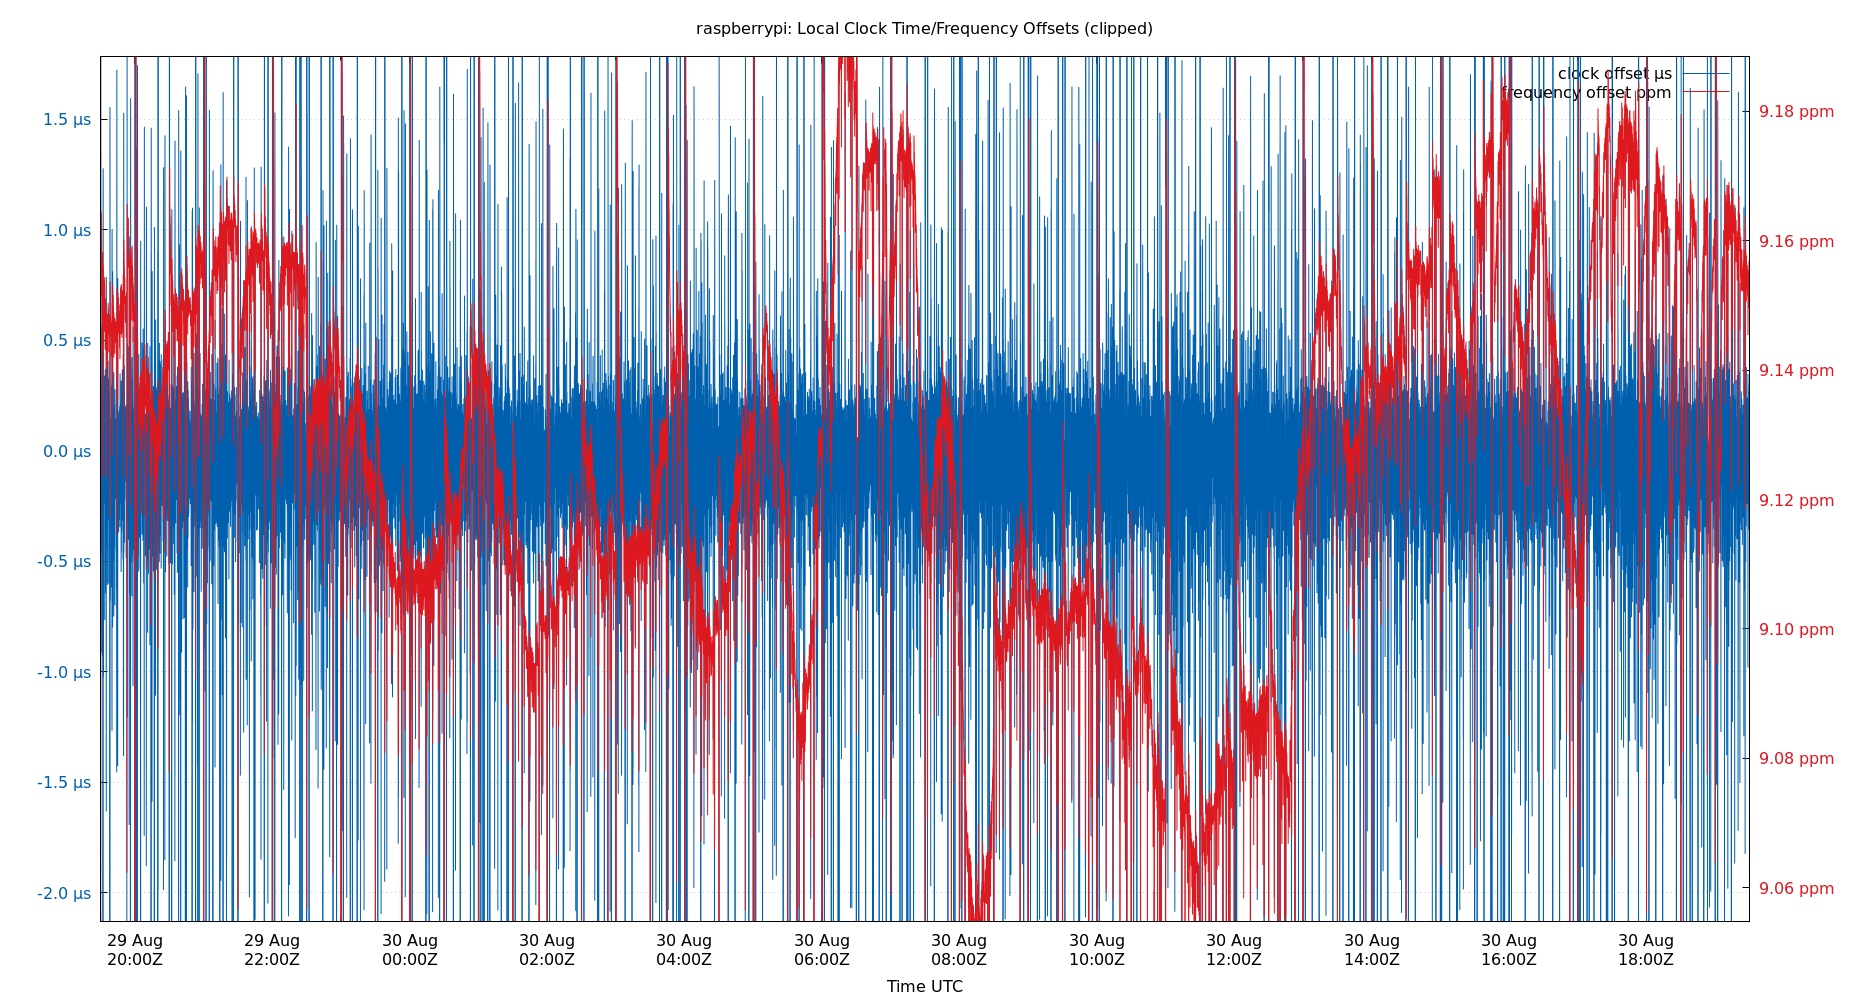 raspberrypi: Local Clock Time/Frequency Offsets (clipped)
clock offset µs
frequency offset ppm
1.5 µs
1.0 µs
0.5 µs
0.0 µs
-0.5 µs
-1.0 µs
-1.5 µs
-2.0 µs
9.18 ppm
9.16 ppm
9.14 ppm
9.12 ppm
9.10 ppm
9.08 ppm
9.06 ppm
29 Aug 20:00Z
29 Aug 22:00Z
30 Aug 00:00Z
30 Aug 02:00Z
30 Aug 04:00Z
30 Aug 06:00Z
30 Aug 08:00Z
30 Aug 10:00Z
30 Aug 12:00Z
30 Aug 14:00Z
30 Aug 16:00Z
30 Aug 18:00Z
Time UTC